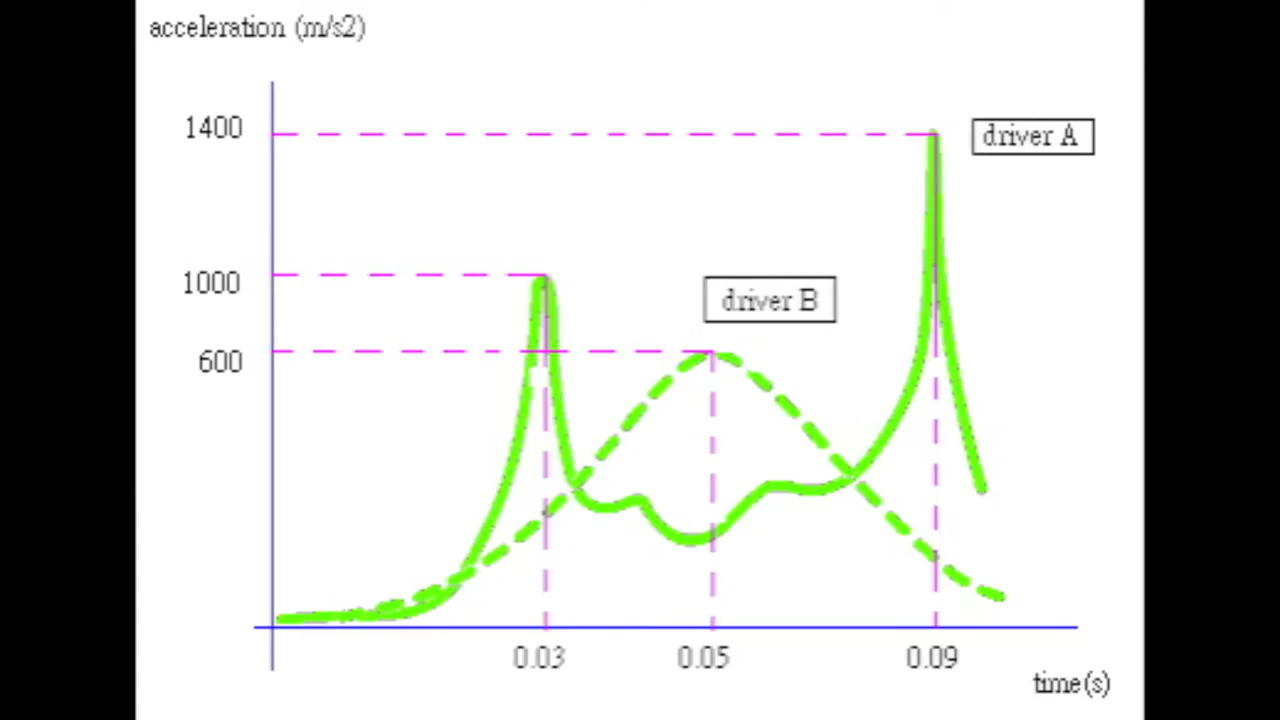 acceleration (m/s2)
1400
driver A
1000
driver B
600
0.03
0.05
0.09
time(s)